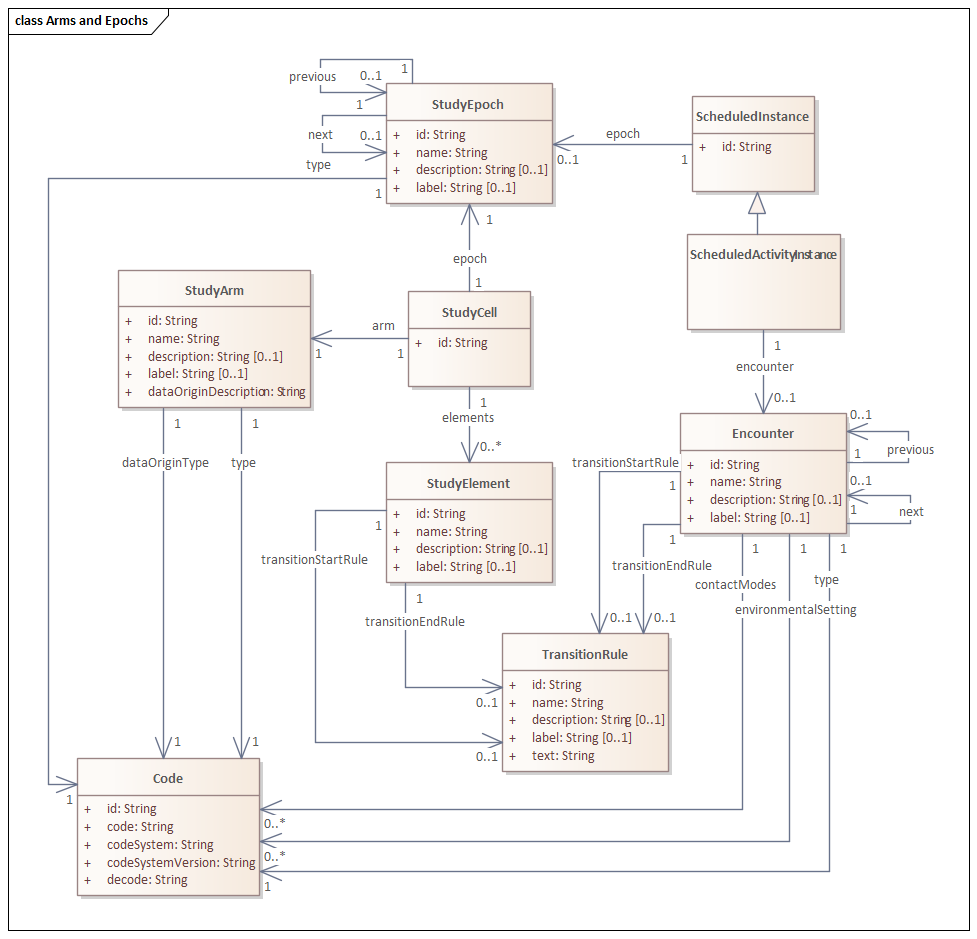 class Arms and Epochs
previous
0..1
1
1
StudyEpoch
next
0..1
type
1
+ id: String
+ name: String
+ description: String [0..1]
+ label: String [0..1]
epoch
0..1
1
ScheduledInstance
+ id: String
ScheduledActivityInstance
1
epoch
1
StudyArm
+ id: String
+ name: String
+ description: String [0..1]
+ label: String [0..1]
+ dataOriginDescription: String
arm
1
1
StudyCell
+ id: String
1
encounter
0..1
1
elements
0..*
1
dataOriginType
1
type
StudyElement
+ id: String
+ name: String
+ description: String [0..1]
+ label: String [0..1]
1
transitionStartRule
1
transitionEndRule
Encounter
+ id: String
+ name: String
+ description: String [0..1]
+ label: String [0..1]
0..1
previous
1
0..1
next
1
transitionStartRule
1
1
transitionEndRule
1
contactModes
1
environmentalSetting
1
type
0..1
0..1
TransitionRule
+ id: String
+ name: String
+ description: String [0..1]
+ label: String [0..1]
+ text: String
0..1
0..1
1
1
1
Code
+ id: String
+ code: String
+ codeSystem: String
+ codeSystemVersion: String
+ decode: String
0..*
0..*
1